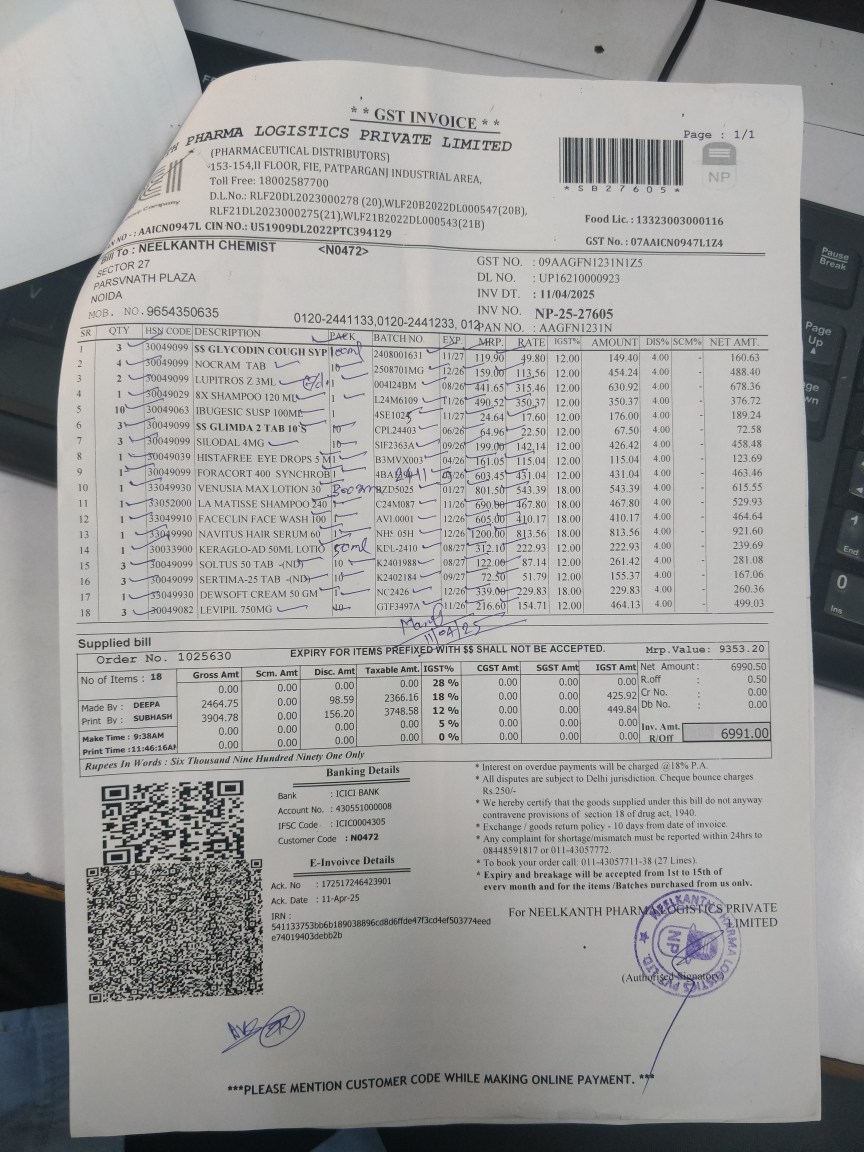 * * GST INVOICE * *
PHARMA LOGISTICS PRIVATE LIMITED
Page : 1/1
(PHARMACEUTICAL DISTRIBUTORS)
-153-154,II FLOOR, FIE, PATPARGANJ INDUSTRIAL AREA,
Toll Free: 18002587700
D.L.No.: RLF20DL2023000278 (20),WLF20B2022DL000547(20B),
RLF21DL2023000275(21),WLF21B2022DL000543(21B)
NO - : AAICN0947L CIN NO.: U51909DL2022PTC394129
*SB27605*
NP
Food Lic. : 13323003000116
GST No. : 07AAICN0947L1Z4
Bill To : NEELKANTH CHEMIST <N0472>
SECTOR 27
PARSVNATH PLAZA
NOIDA
MOB. NO. 9654350635
0120-2441133,0120-2441233, 012
GST NO. : 09AAGFN1231N1Z5
DL NO. : UP16210000923
INV DT. : 11/04/2025
INV NO. NP-25-27605
PAN NO. : AAGFN1231N
SR QTY HSN CODE DESCRIPTION PACK BATCH NO. EXP. MRP. RATE IGST% AMOUNT DIS% SCM% NET AMT.
1 3 30049099 $$ GLYCODIN COUGH SYP 100ml 2408001631 11/27 119.90 49.80 12.00 149.40 4.00 - 160.63
2 4 30049099 NOCRAM TAB 10 2508701MG 12/26 159.00 113.56 12.00 454.24 4.00 - 488.40
3 2 30049099 LUPITROS Z 3ML 1 004I24BM 08/26 441.65 315.46 12.00 630.92 4.00 - 678.36
4 1 30049029 8X SHAMPOO 120 ML 1 L24M6109 11/26 490.52 350.37 12.00 350.37 4.00 - 376.72
5 10 30049063 IBUGESIC SUSP 100ML 4SE1025 11/27 24.64 17.60 12.00 176.00 4.00 - 189.24
6 3 30049099 $$ GLIMDA 2 TAB 10'S 10 CPL24403 06/26 64.96 22.50 12.00 67.50 4.00 - 72.58
7 3 30049099 SILODAL 4MG 10 SIF2363A 09/26 199.00 142.14 12.00 426.42 4.00 - 458.48
8 1 30049039 HISTAFREE EYE DROPS 5 M1 B3MVX003 04/26 161.05 115.04 12.00 115.04 4.00 - 123.69
9 1 30049099 FORACORT 400 SYNCHROB 1 603.45 431.04 12.00 431.04 4.00 - 463.46
10 1 33049930 VENUSIA MAX LOTION 30 300gm RZD5025 01/27 801.50 543.39 18.00 543.39 4.00 - 615.55
11 1 33052000 LA MATISSE SHAMPOO 240 C24M087 11/26 690.00 467.80 18.00 467.80 4.00 - 529.93
12 1 33049910 FACECLIN FACE WASH 100 AVL0001 12/26 605.00 410.17 18.00 410.17 4.00 - 464.64
13 1 33049990 NAVITUS HAIR SERUM 60 1 NHS 05H 12/26 1200.00 813.56 18.00 813.56 4.00 - 921.60
14 1 30033900 KERAGLO-AD 50ML LOTIO 50ml KDL-2410 08/27 312.10 222.93 12.00 222.93 4.00 - 239.69
15 3 30049099 SOLTUS 50 TAB -(ND) 10 K2401988 08/27 122.00 87.14 12.00 261.42 4.00 - 281.08
16 3 30049099 SERTIMA-25 TAB -(ND) 10 K2402184 09/27 72.50 51.79 12.00 155.37 4.00 - 167.06
17 1 30049930 DEWSOFT CREAM 50 GM 1 NC2426 12/26 339.00 229.83 18.00 229.83 4.00 - 260.36
18 3 30049082 LEVIPIL 750MG 10 GTF3497A 11/26 216.60 154.71 12.00 464.13 4.00 - 499.03
11/04/25
Supplied bill
Order No. 1025630
EXPIRY FOR ITEMS PREFIXED WITH $$ SHALL NOT BE ACCEPTED.
Mrp.Value: 9353.20
No of Items : 18 Gross Amt Scm. Amt Disc. Amt Taxable Amt. IGST% CGST Amt SGST Amt IGST Amt
0.00 0.00 0.00 0.00 28 % 0.00 0.00 0.00
2464.75 0.00 98.59 2366.16 18 % 0.00 0.00 425.92
3904.78 0.00 156.20 3748.58 12 % 0.00 0.00 449.84
0.00 0.00 0.00 0.00 5 % 0.00 0.00 0.00
0.00 0.00 0.00 0.00 0 % 0.00 0.00 0.00
Made By : DEEPA
Print By : SUBHASH
Make Time : 9:38AM
Print Time :11:46:16AM
Net Amount: 6990.50
R.off : 0.50
Cr No. : 0.00
Db No. : 0.00
Inv. Amt. R/Off 6991.00
Rupees In Words : Six Thousand Nine Hundred Ninety One Only
Banking Details
Bank : ICICI BANK
Account No. : 430551000008
IFSC Code : ICIC0004305
Customer Code : N0472
E-Invoivce Details
Ack. No : 172517246423901
Ack. Date : 11-Apr-25
IRN :
541133753bb6b189038896cd8d6ffde47f3cd4ef503774eed
e74019403debb2b
* Interest on overdue payments will be charged @18% P.A.
* All disputes are subject to Delhi jurisdiction. Cheque bounce charges
Rs.250/-
* We hereby certify that the goods supplied under this bill do not anyway
contravene provisions of section 18 of drug act, 1940.
* Exchange / goods return policy - 10 days from date of invoice.
* Any complaint for shortage/mismatch must be reported within 24hrs to
08448591817 or 011-43057772.
* To book your order call: 011-43057711-38 (27 Lines).
* Expiry and breakage will be accepted from 1st to 15th of
every month and for the items /Batches purchased from us only.
For NEELKANTH PHARMA LOGISTICS PRIVATE
LIMITED
NEELKANTH PHARMA LOGISTICS PVT. LTD.
NP
(Authorised Signatory)
***PLEASE MENTION CUSTOMER CODE WHILE MAKING ONLINE PAYMENT. ***